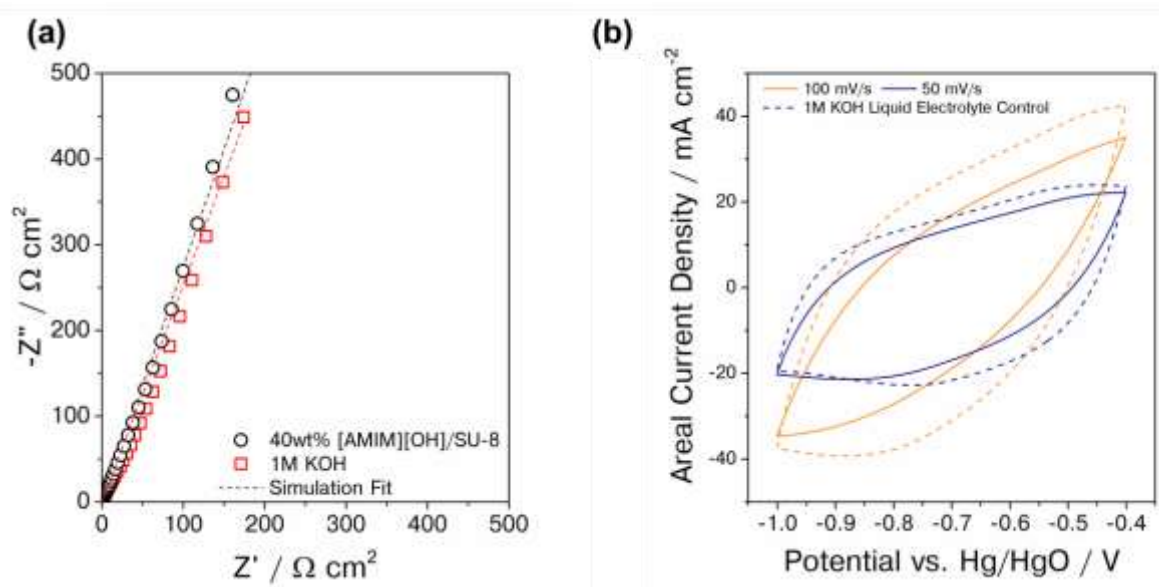 (a)
500
400
300
200
100
0
-Z" / Ω cm²
40wt% [AMIM][OH]/SU-8
1M KOH
Simulation Fit
0 100 200 300 400 500
Z' / Ω cm²
(b)
100 mV/s 50 mV/s
1M KOH Liquid Electrolyte Control
40
20
0
-20
-40
Areal Current Density / mA cm⁻²
-1.0 -0.9 -0.8 -0.7 -0.6 -0.5 -0.4
Potential vs. Hg/HgO / V